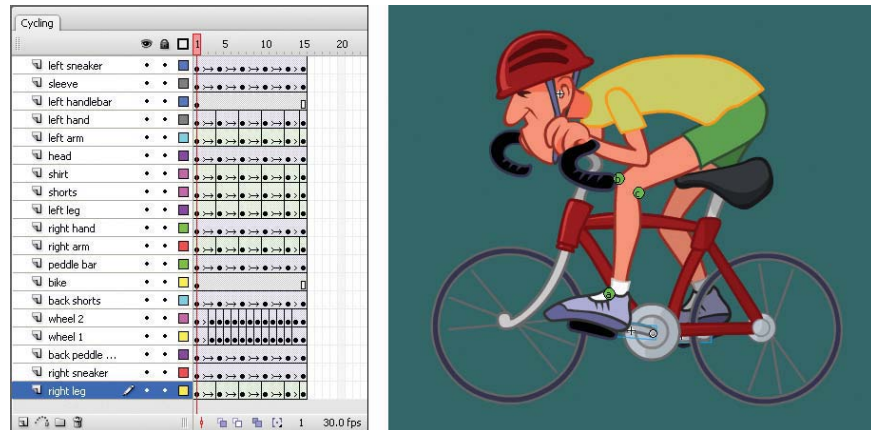 Cycling
1 5 10 15 20
left sneaker
sleeve
left handlebar
left hand
left arm
head
shirt
shorts
left leg
right hand
right arm
peddle bar
bike
back shorts
wheel 2
wheel 1
back peddle ...
right sneaker
right leg
1 30.0 fps
b
c
a